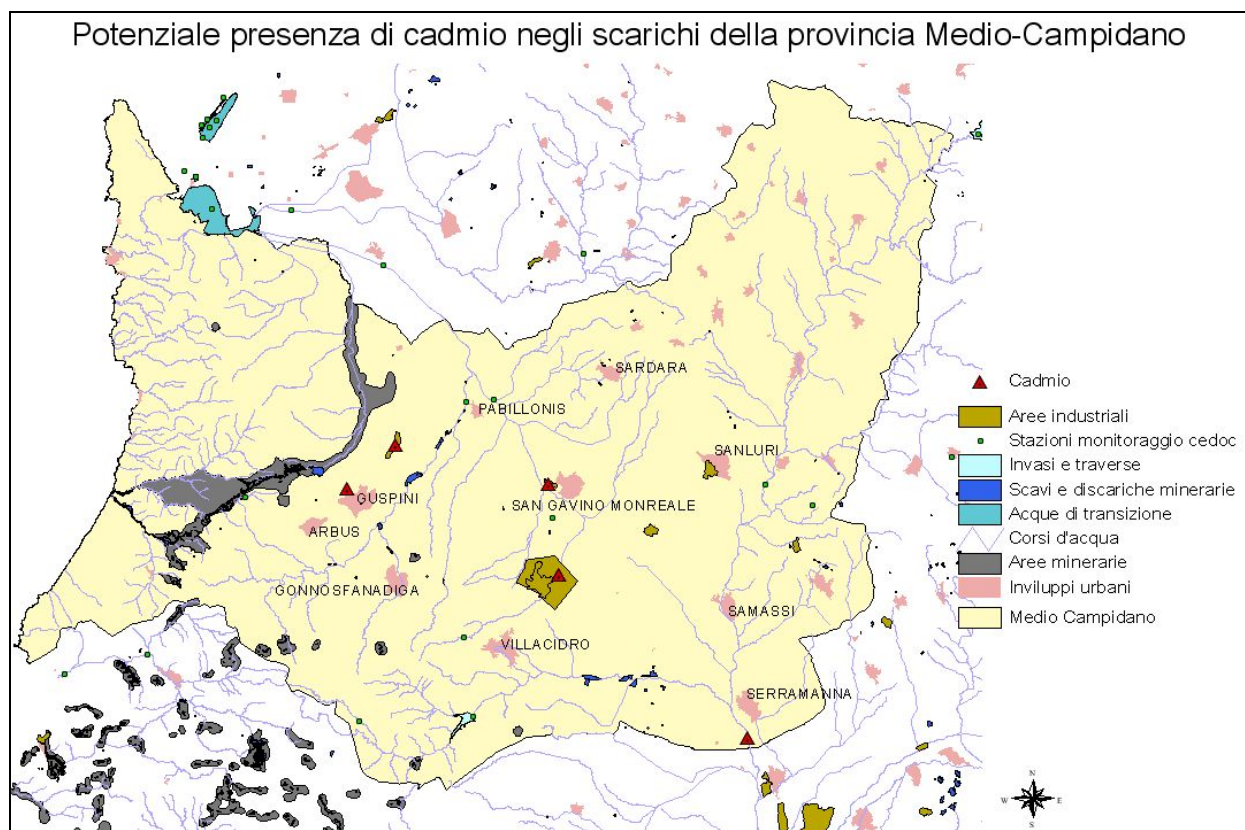 Potenziale presenza di cadmio negli scarichi della provincia Medio-Campidano
SARDARA
PABILLONIS
SANLURI
GUSPINI
SAN GAVINO MONREALE
ARBUS
GONNOSFANADIGA
SAMASSI
VILLACIDRO
SERRAMANNA
Cadmio
Aree industriali
Stazioni monitoraggio cedoc
Invasi e traverse
Scavi e discariche minerarie
Acque di transizione
Corsi d'acqua
Aree minerarie
Inviluppi urbani
Medio Campidano
N
W E
S